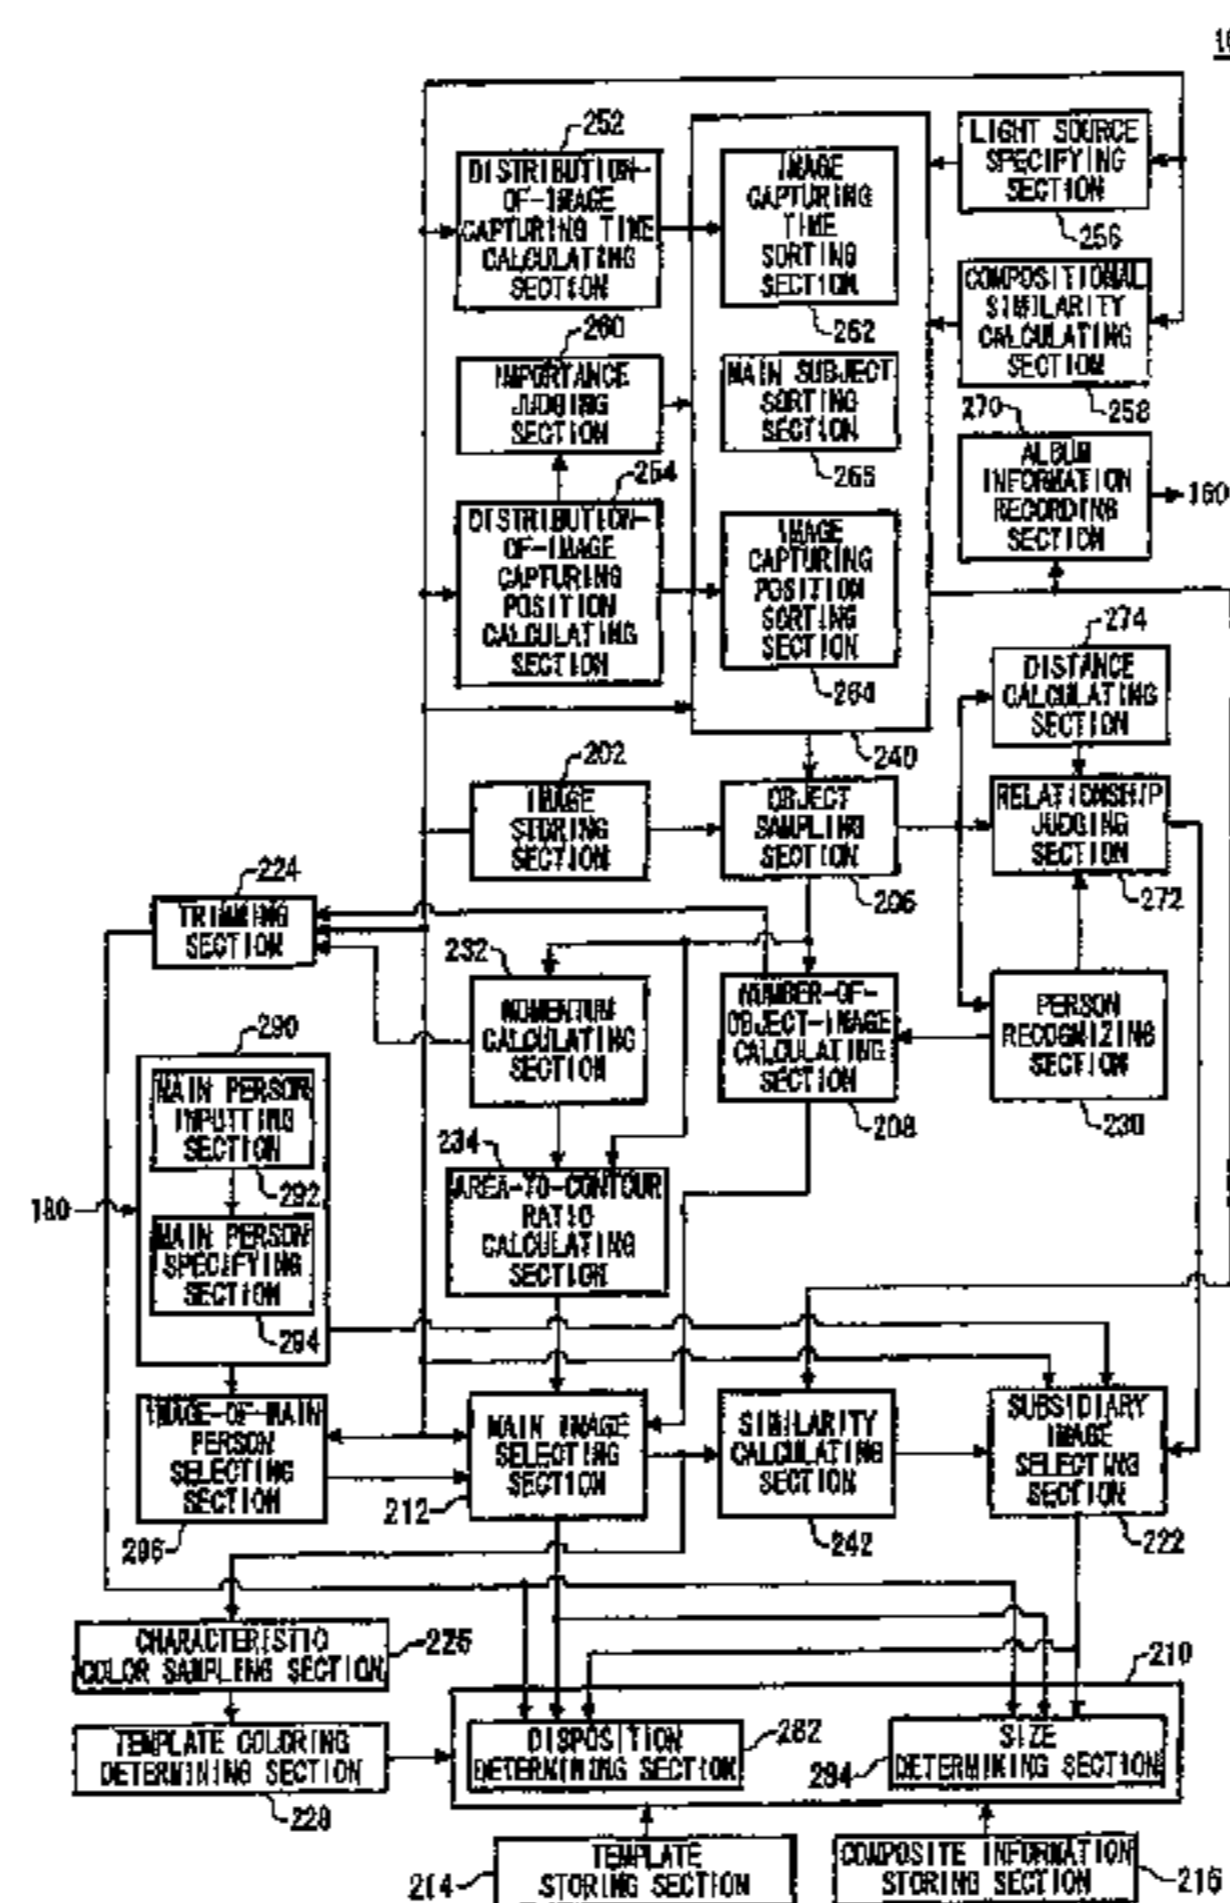 252
DISTRIBUTION-
OF-IMAGE
CAPTURING TIME
CALCULATING
SECTION
IMAGE
CAPTURING
TIME
SORTING
SECTION
262
LIGHT SOURCE
SPECIFYING
SECTION
256
COMPOSITIONAL
SIMILARITY
CALCULATING
SECTION
258
260
IMPORTANCE
JUDGING
SECTION
MAIN SUBJECT
SORTING
SECTION
270
ALBUM
INFORMATION
RECORDING
SECTION
160
254
DISTRIBUTION-
OF-IMAGE
CAPTURING
POSITION
CALCULATING
SECTION
IMAGE
CAPTURING
POSITION
SORTING
SECTION
264
240
274
DISTANCE
CALCULATING
SECTION
202
IMAGE
STORING
SECTION
OBJECT
SAMPLING
SECTION
206
RELATIONSHIP
JUDGING
SECTION
272
224
TRIMMING
SECTION
232
MOMENTUM
CALCULATING
SECTION
NUMBER-OF-
OBJECT-IMAGE
CALCULATING
SECTION
208
PERSON
RECOGNIZING
SECTION
230
290
MAIN PERSON
INPUTTING
SECTION
292
180
MAIN PERSON
SPECIFYING
SECTION
294
234
AREA-TO-CONTOUR
RATIO
CALCULATING
SECTION
IMAGE-OF-MAIN
PERSON
SELECTING
SECTION
296
MAIN IMAGE
SELECTING
SECTION
212
SIMILARITY
CALCULATING
SECTION
242
SUBSIDIARY
IMAGE
SELECTING
SECTION
222
CHARACTERISTIC
COLOR SAMPLING SECTION
TEMPLATE COLORING
DETERMINING SECTION
228
210
DISPOSITION
DETERMINING SECTION
282
SIZE
DETERMINING SECTION
284
TEMPLATE
STORING SECTION
214
COMPOSITE INFORMATION
STORING SECTION
216